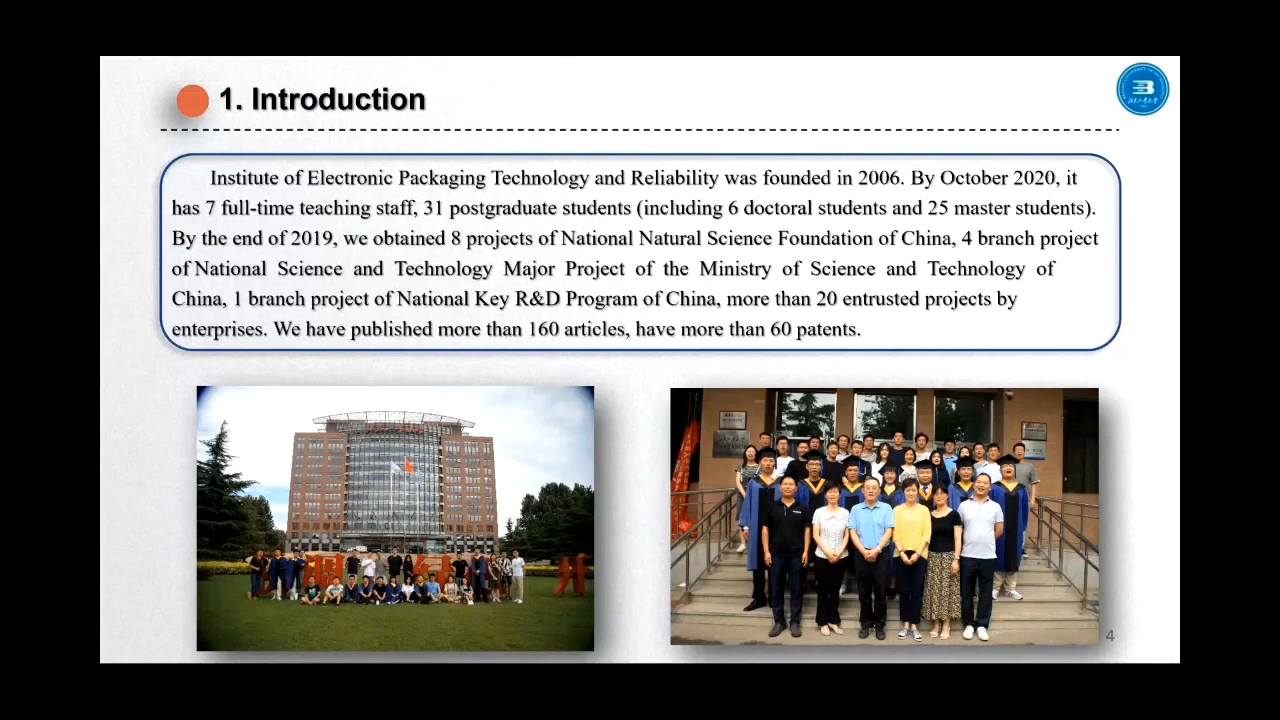 1. Introduction
Institute of Electronic Packaging Technology and Reliability was founded in 2006. By October 2020, it
has 7 full-time teaching staff, 31 postgraduate students (including 6 doctoral students and 25 master students).
By the end of 2019, we obtained 8 projects of National Natural Science Foundation of China, 4 branch project
of National Science and Technology Major Project of the Ministry of Science and Technology of
China, 1 branch project of National Key R&D Program of China, more than 20 entrusted projects by
enterprises. We have published more than 160 articles, have more than 60 patents.
4